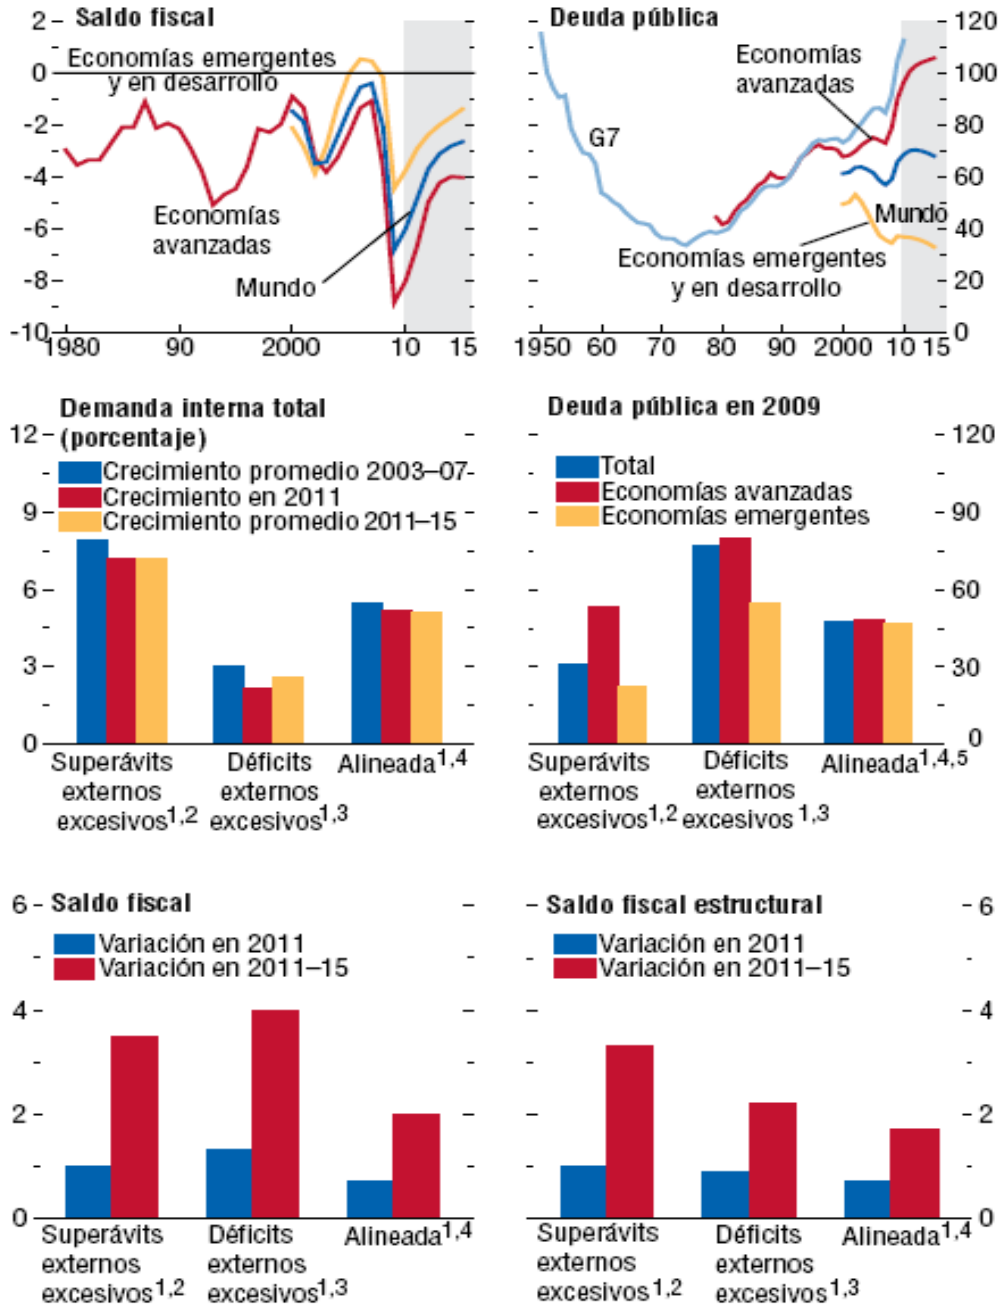 Saldo fiscal
2
0
-2
-4
-6
-8
-10
Economías emergentes
y en desarrollo
Economías
avanzadas
Mundo
1980 90 2000 10 15
Deuda pública
120
100
80
60
40
20
0
Economías
avanzadas
G7
Mundo
Economías emergentes
y en desarrollo
1950 60 70 80 90 2000 10 15
Demanda interna total
(porcentaje)
12
9
6
3
0
Crecimiento promedio 2003–07
Crecimiento en 2011
Crecimiento promedio 2011–15
Superávits
externos
excesivos1,2
Déficits
externos
excesivos1,3
Alineada1,4
Deuda pública en 2009
120
90
60
30
0
Total
Economías avanzadas
Economías emergentes
Superávits
externos
excesivos1,2
Déficits
externos
excesivos1,3
Alineada1,4,5
Saldo fiscal
6
4
2
0
Variación en 2011
Variación en 2011–15
Superávits
externos
excesivos1,2
Déficits
externos
excesivos1,3
Alineada1,4
Saldo fiscal estructural
6
4
2
0
Variación en 2011
Variación en 2011–15
Superávits
externos
excesivos1,2
Déficits
externos
excesivos1,3
Alineada1,4